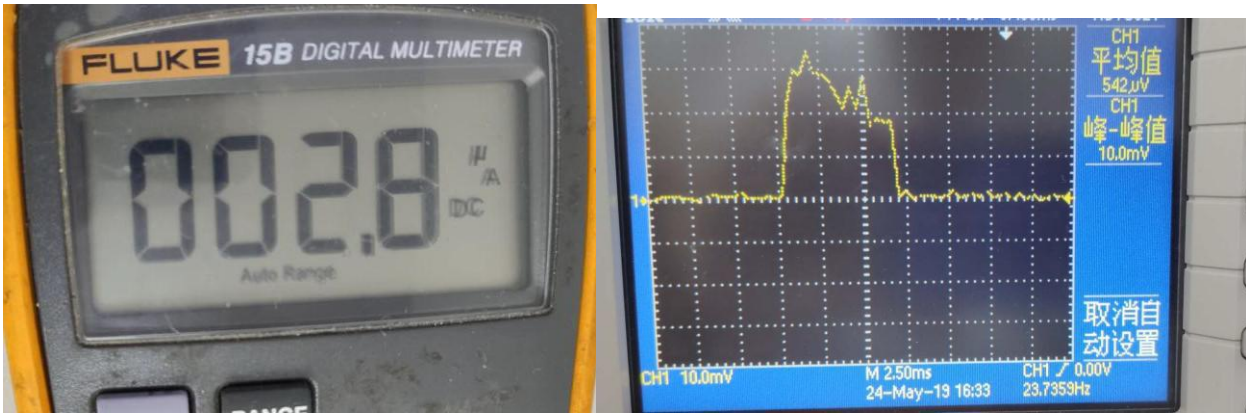 FLUKE 15B DIGITAL MULTIMETER
002.8 µA
DC
Auto Range
RANGE
CH1
平均值
542µV
CH1
峰-峰值
10.0mV
1
取消自
动设置
CH1 10.0mV
M 2.50ms
CH1 / 0.00V
24-May-19 16:33
23.7359Hz